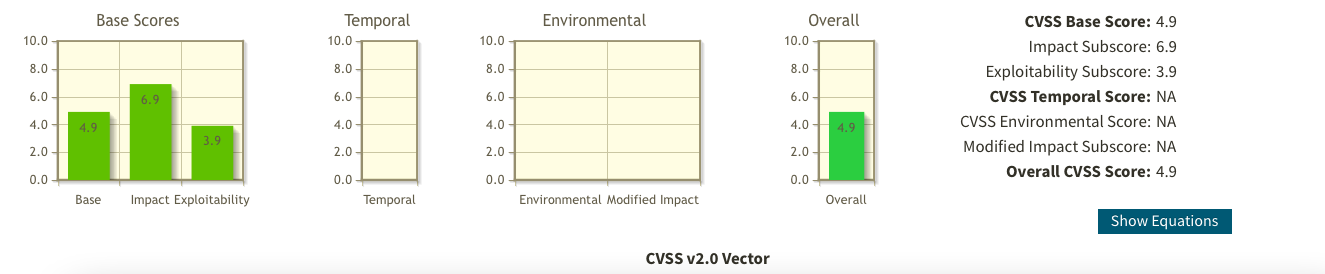 Base Scores
10.0
8.0
6.0
4.0
2.0
0.0
4.9
6.9
3.9
Base
Impact
Exploitability
Temporal
10.0
8.0
6.0
4.0
2.0
0.0
Temporal
Environmental
10.0
8.0
6.0
4.0
2.0
0.0
Environmental
Modified Impact
Overall
10.0
8.0
6.0
4.0
2.0
0.0
4.9
Overall
CVSS Base Score: 4.9
Impact Subscore: 6.9
Exploitability Subscore: 3.9
CVSS Temporal Score: NA
CVSS Environmental Score: NA
Modified Impact Subscore: NA
Overall CVSS Score: 4.9
Show Equations
CVSS v2.0 Vector